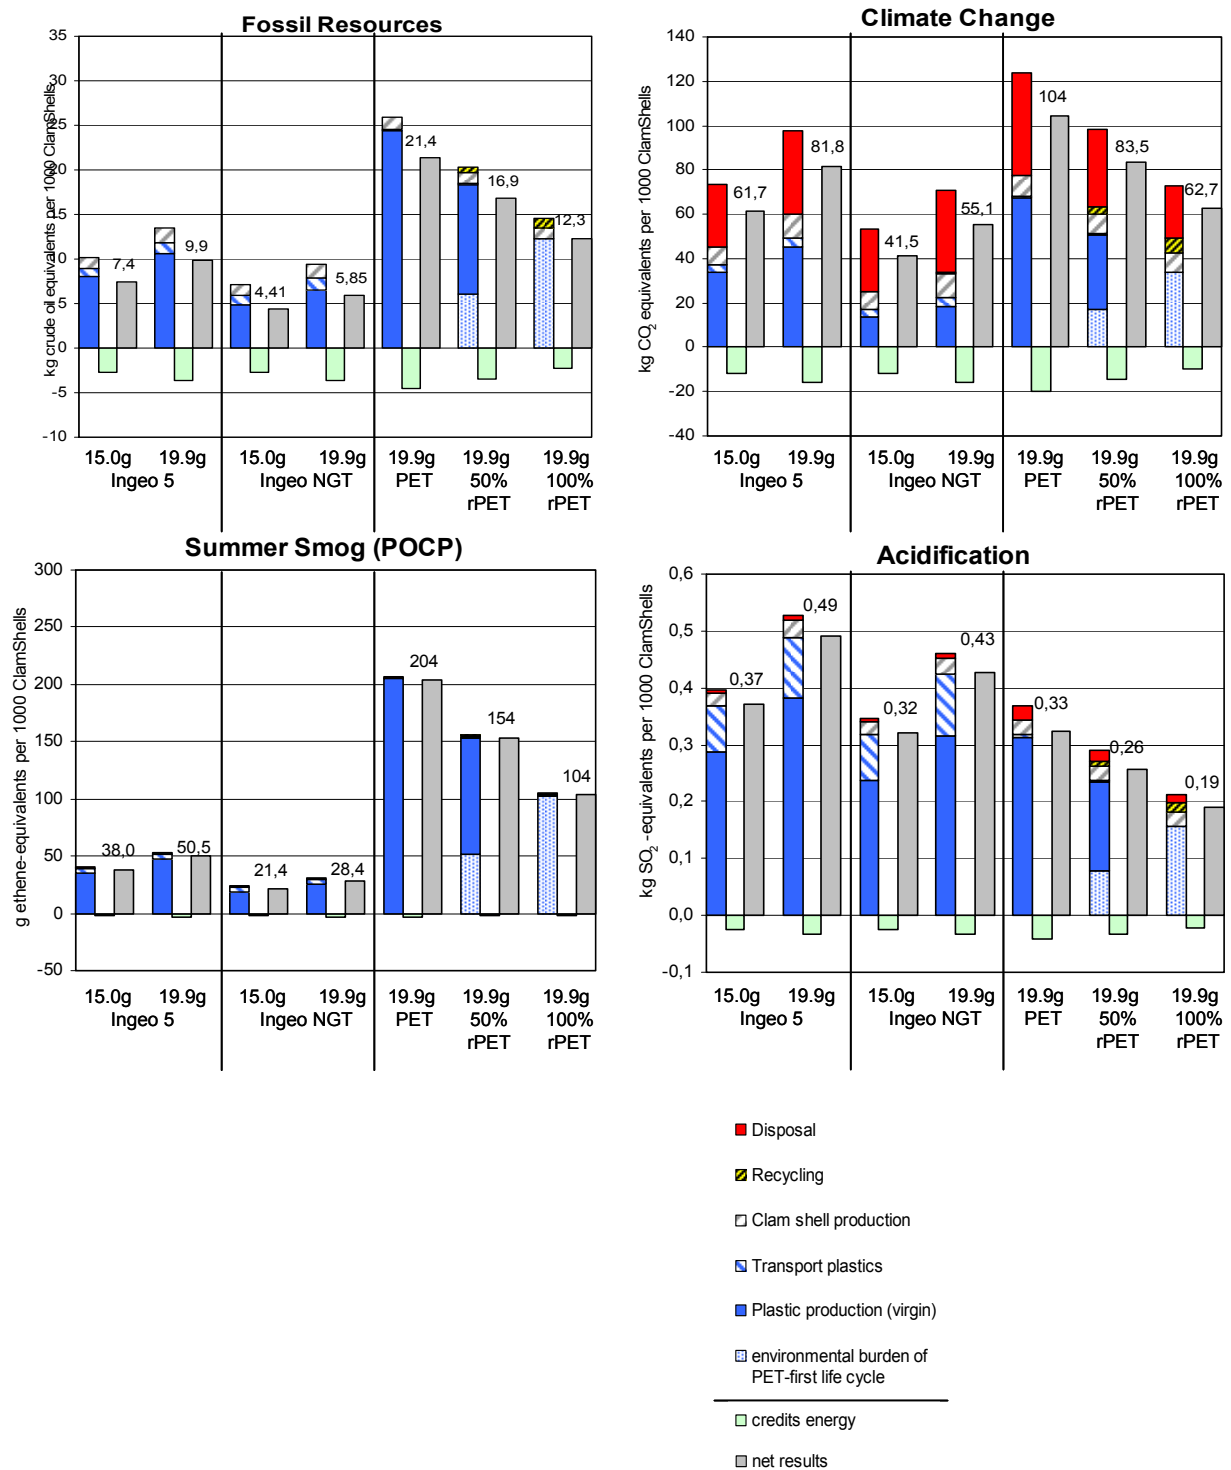 Fossil Resources
kg crude oil equivalents per 1000 ClamShells
35
35
30
25
20
15
10
5
0
-5
-10
7,4
9,9
4,41
5,85
21,4
16,9
12,3
15.0g 19.9g 15.0g 19.9g 19.9g 19.9g 19.9g
Ingeo 5 Ingeo NGT PET 50% 100%
rPET rPET
Climate Change
kg CO2 equivalents per 1000 ClamShells
140
120
100
80
60
40
20
0
-20
-40
61,7
81,8
41,5
55,1
104
83,5
62,7
15.0g 19.9g 15.0g 19.9g 19.9g 19.9g 19.9g
Ingeo 5 Ingeo NGT PET 50% 100%
rPET rPET
Summer Smog (POCP)
g ethene-equivalents per 1000 ClamShells
300
250
200
150
100
50
0
-50
38,0
50,5
21,4
28,4
204
154
104
15.0g 19.9g 15.0g 19.9g 19.9g 19.9g 19.9g
Ingeo 5 Ingeo NGT PET 50% 100%
rPET rPET
Acidification
kg SO2 -equivalents per 1000 ClamShells
0,6
0,5
0,4
0,3
0,2
0,1
0,0
-0,1
0,37
0,49
0,32
0,43
0,33
0,26
0,19
15.0g 19.9g 15.0g 19.9g 19.9g 19.9g 19.9g
Ingeo 5 Ingeo NGT PET 50% 100%
rPET rPET
Disposal
Recycling
Clam shell production
Transport plastics
Plastic production (virgin)
environmental burden of
PET-first life cycle
credits energy
net results